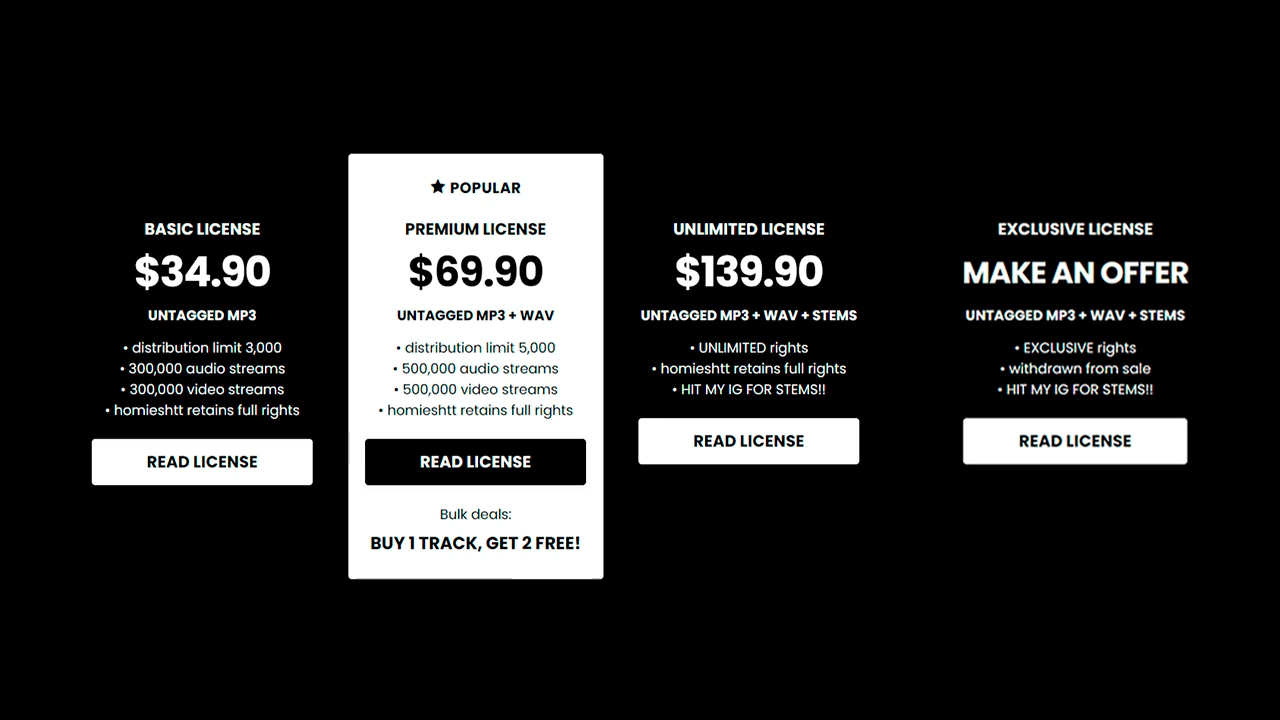 BASIC LICENSE
$34.90
UNTAGGED MP3
• distribution limit 3,000
• 300,000 audio streams
• 300,000 video streams
• homieshtt retains full rights
READ LICENSE
★ POPULAR
PREMIUM LICENSE
$69.90
UNTAGGED MP3 + WAV
• distribution limit 5,000
• 500,000 audio streams
• 500,000 video streams
• homieshtt retains full rights
READ LICENSE
Bulk deals:
BUY 1 TRACK, GET 2 FREE!
UNLIMITED LICENSE
$139.90
UNTAGGED MP3 + WAV + STEMS
• UNLIMITED rights
• homieshtt retains full rights
• HIT MY IG FOR STEMS!!
READ LICENSE
EXCLUSIVE LICENSE
MAKE AN OFFER
UNTAGGED MP3 + WAV + STEMS
• EXCLUSIVE rights
• withdrawn from sale
• HIT MY IG FOR STEMS!!
READ LICENSE